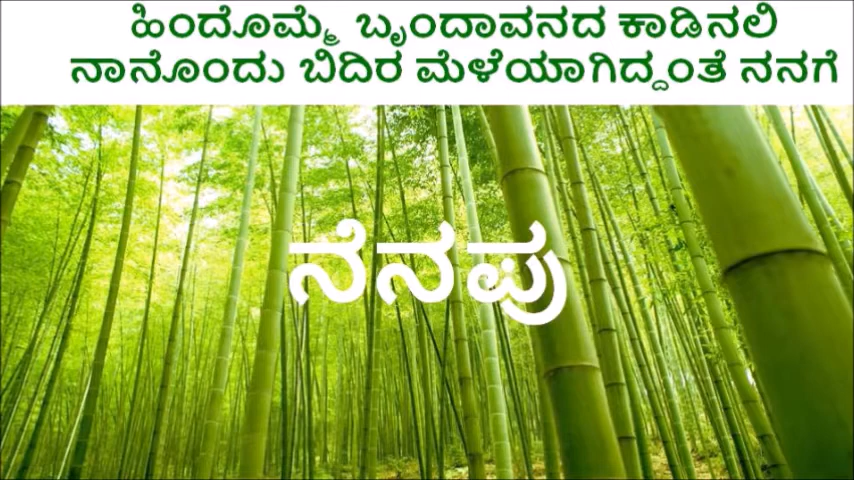 ಹಿಂದೊಮ್ಮೆ ಬೃಂದಾವನದ ಕಾಡಿನಲಿ
ನಾನೊಂದು ಬಿದಿರ ಮೆಳೆಯಾಗಿದ್ದಂತೆ ನನಗೆ
ನೆನಪು